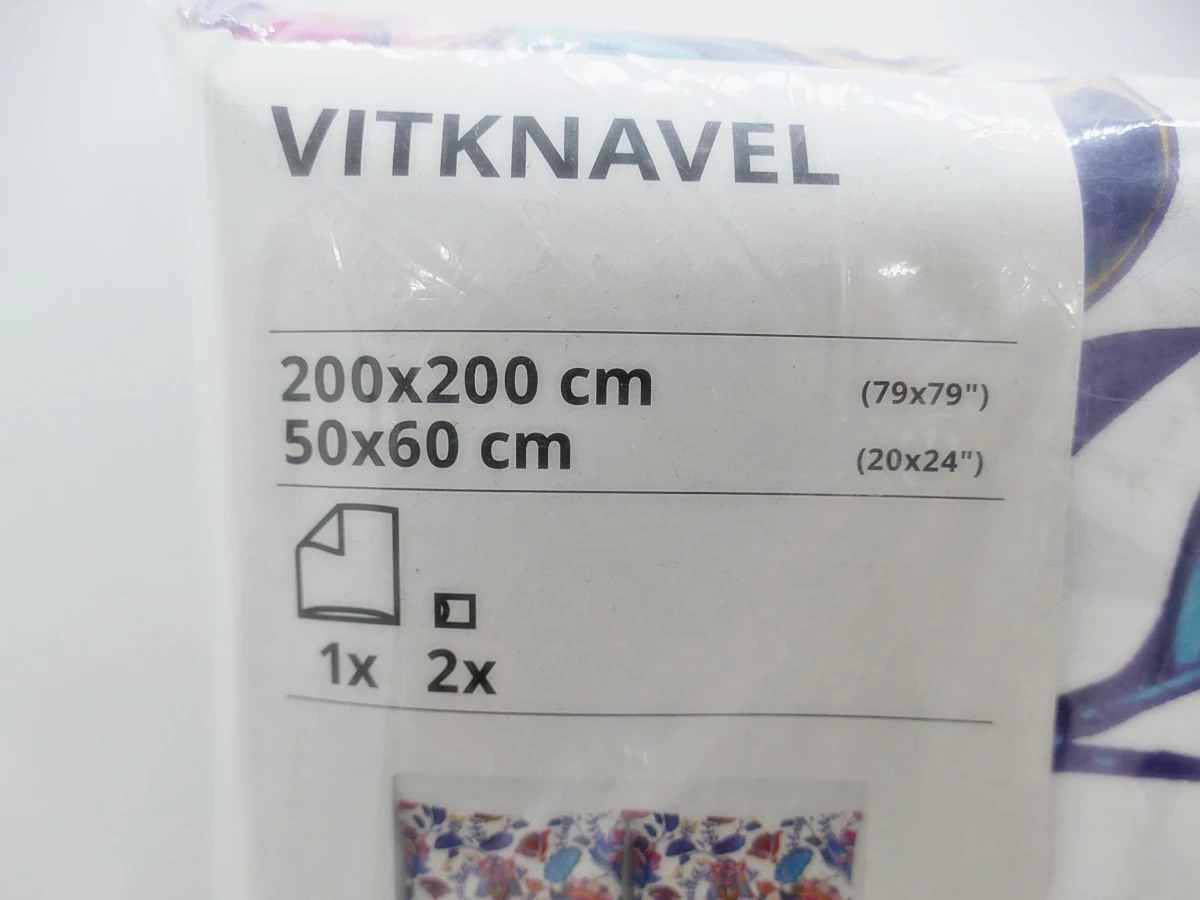 VITKNAVEL
200x200 cm (79x79")
50x60 cm (20x24")
1x 2x